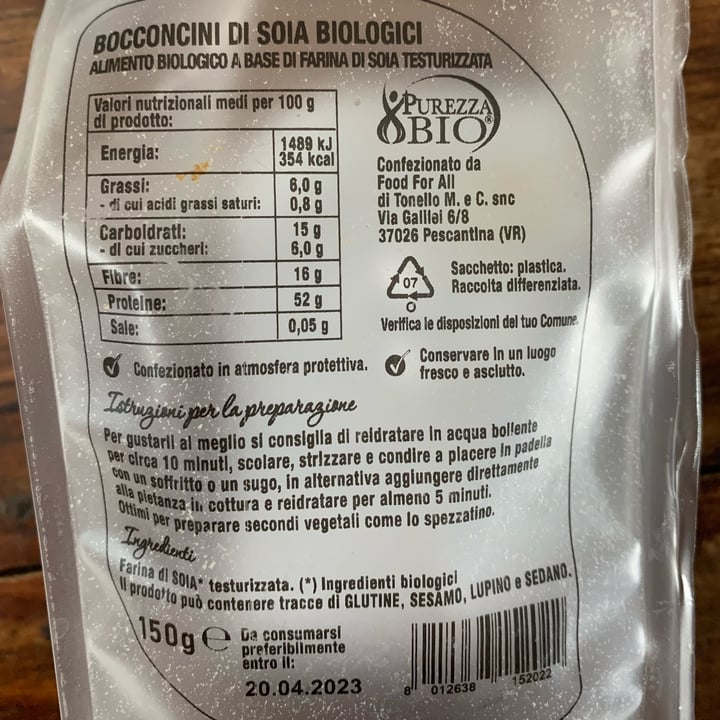 BOCCONCINI DI SOIA BIOLOGICI
ALIMENTO BIOLOGICO A BASE DI FARINA DI SOIA TESTURIZZATA
Valori nutrizionali medi per 100 g
di prodotto:
Energia: 1489 kJ
354 kcal
Grassi: 6,0 g
- di cui acidi grassi saturi: 0,8 g
Carboidrati: 15 g
- di cui zuccheri: 6,0 g
Fibre: 16 g
Proteine: 52 g
Sale: 0,05 g
PUREZZA
BIO®
Confezionato da
Food For All
di Tonello M. e C. snc
Via Galilei 6/8
37026 Pescantina (VR)
07
O
Sacchetto: plastica.
Raccolta differenziata.
Verifica le disposizioni del tuo Comune.
Confezionato in atmosfera protettiva.
Conservare in un luogo
fresco e asciutto.
Istruzioni per la preparazione
Per gustarli al meglio si consiglia di reidratare in acqua bollente
per circa 10 minuti, scolare, strizzare e condire a piacere in padella
con un soffritto o un sugo, in alternativa aggiungere direttamente
alla pietanza in cottura e reidratare per almeno 5 minuti.
Ottimi per preparare secondi vegetali come lo spezzatino.
Ingredienti
Farina di SOIA* testurizzata. (*) Ingredienti biologici
Il prodotto può contenere tracce di GLUTINE, SESAMO, LUPINO e SEDANO.
150g e
Da consumarsi
preferibilmente
entro il:
20.04.2023
8 012638 152022